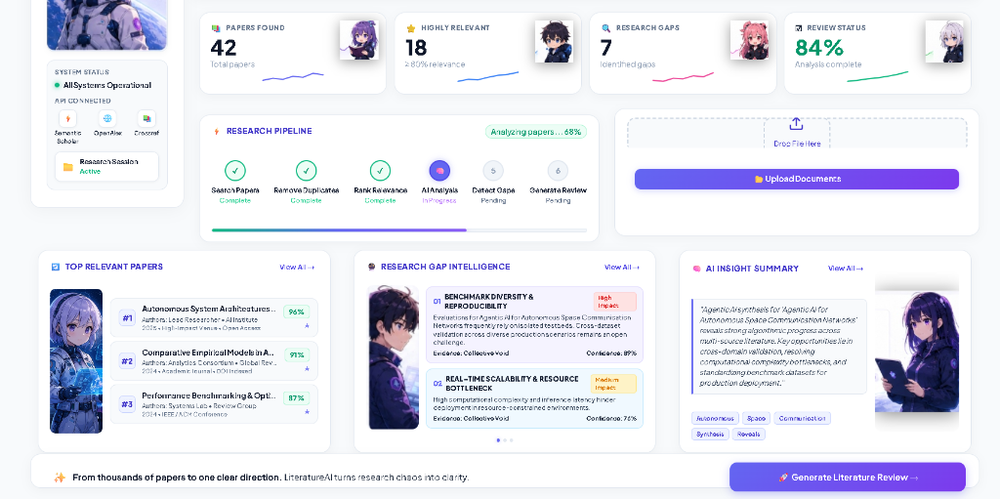 SYSTEM STATUS
All Systems Operational
API CONNECTED
Semantic
Scholar
OpenAlex
Crossref
Research Session
Active
PAPERS FOUND
42
Total papers
HIGHLY RELEVANT
18
≥80% relevance
RESEARCH GAPS
7
Identified gaps
REVIEW STATUS
84%
Analysis complete
RESEARCH PIPELINE
Analyzing papers... 68%
Search Papers
Complete
Remove Duplicates
Complete
Rank Relevance
Complete
AI Analysis
In Progress
5
Detect Gaps
Pending
6
Generate Review
Pending
Drop File Here
Upload Documents
TOP RELEVANT PAPERS
View All →
#1
Autonomous System Architectures...
Authors: Lead Researcher • AI Institute
2025 • High-Impact Venue • Open Access
96%
#2
Comparative Empirical Models in A...
Authors: Analytics Consortium • Global Rev...
2024 • Academic Journal • DOI Indexed
91%
#3
Performance Benchmarking & Opti...
Authors: Systems Lab • Review Group
2024 • IEEE / ACM Conference
87%
RESEARCH GAP INTELLIGENCE
View All →
01
BENCHMARK DIVERSITY &
REPRODUCIBILITY
High
Impact
Evaluations for Agentic AI for Autonomous Space Communication
Networks frequently rely on isolated testbeds. Cross-dataset
validation across diverse production scenarios remains an open
challenge.
Evidence: Collective Void
Confidence: 89%
02
REAL-TIME SCALABILITY & RESOURCE
BOTTLENECK
Medium
Impact
High computational complexity and inference latency hinder
deployment in resource-constrained environments.
Evidence: Collective Void
Confidence: 76%
AI INSIGHT SUMMARY
View All →
"Agentic AI synthesis for 'Agentic AI for
Autonomous Space Communication Networks'
reveals strong algorithmic progress across
multi-source literature. Key opportunities lie in
cross-domain validation, resolving
computational complexity bottlenecks, and
standardizing benchmark datasets for
production deployment."
Autonomous
Space
Communication
Synthesis
Reveals
From thousands of papers to one clear direction. LiteratureAI turns research chaos into clarity.
Generate Literature Review →